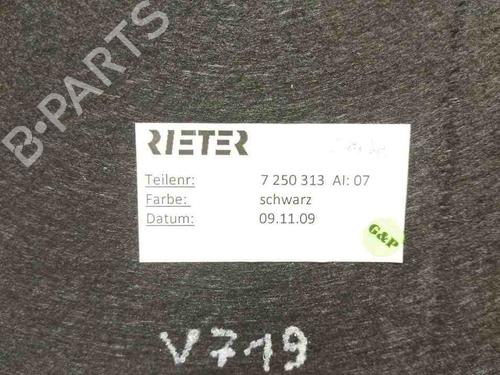 B-PARTS
RIETER
Teilenr: 7 250 313 AI: 07
Farbe: schwarz
Datum: 09.11.09
G&P
V719